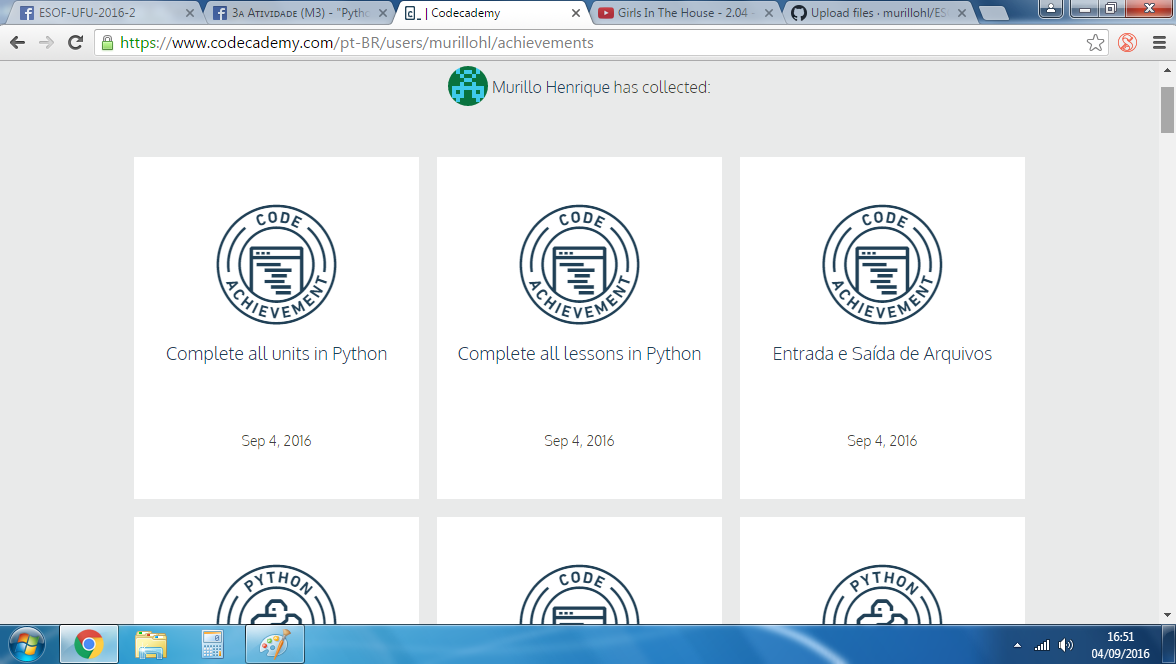 ESOF-UFU-2016-2
3ª Atividade (M3) - "Pytho
| Codecademy
Girls In The House - 2.04 -
Upload files · murillohl/ES
https://www.codecademy.com/pt-BR/users/murillohl/achievements
Murillo Henrique has collected:
CODE ACHIEVEMENT
CODE ACHIEVEMENT
CODE ACHIEVEMENT
Complete all units in Python
Complete all lessons in Python
Entrada e Saída de Arquivos
Sep 4, 2016
Sep 4, 2016
Sep 4, 2016
PYTHON
CODE
PYTHON
16:51
04/09/2016